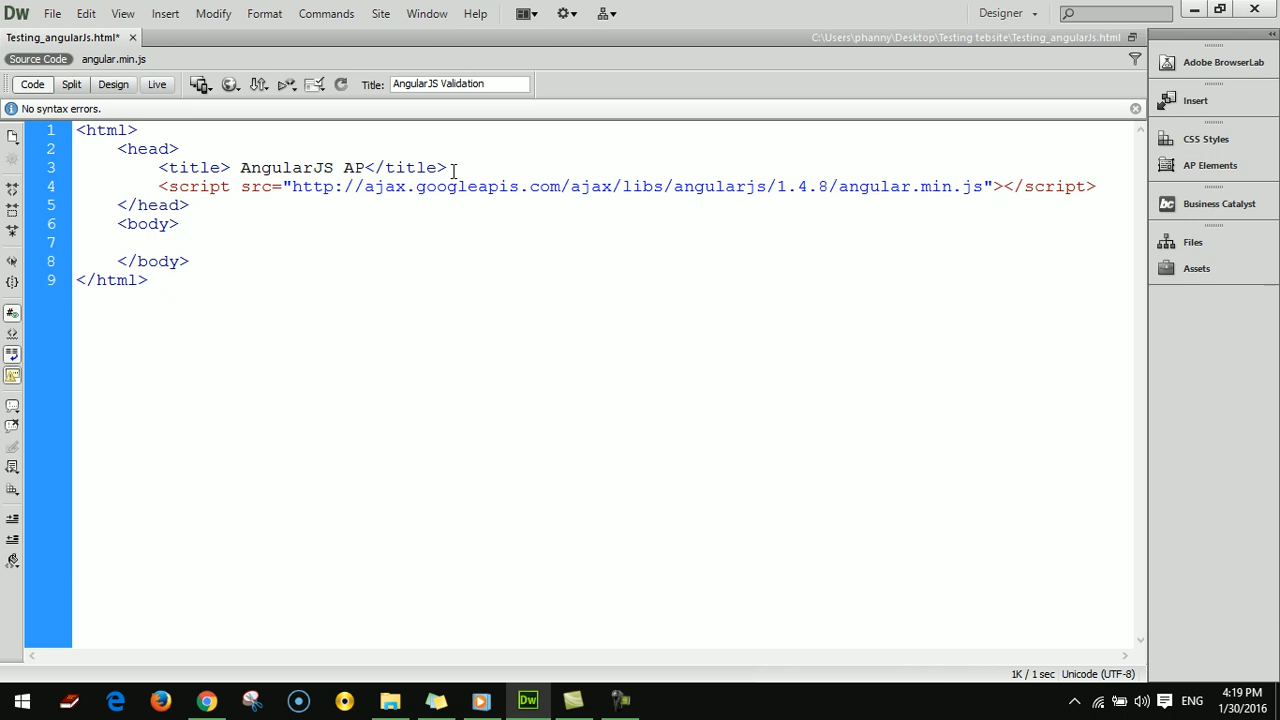 Dw File Edit View Insert Modify Format Commands Site Window Help Designer
Testing_angularJs.html* C:\Users\phanny\Desktop\Testing tebsite\Testing_angularJs.html
Source Code angular.min.js
Code Split Design Live Title: AngularJS Validation
No syntax errors.
1 <html>
2 <head>
3 <title> AngularJS AP</title>
4 <script src="http://ajax.googleapis.com/ajax/libs/angularjs/1.4.8/angular.min.js"></script>
5 </head>
6 <body>
7
8 </body>
9 </html>
1K / 1 sec Unicode (UTF-8)
Adobe BrowserLab
Insert
CSS Styles
AP Elements
bc Business Catalyst
Files
Assets
Dw
ENG
4:19 PM
1/30/2016